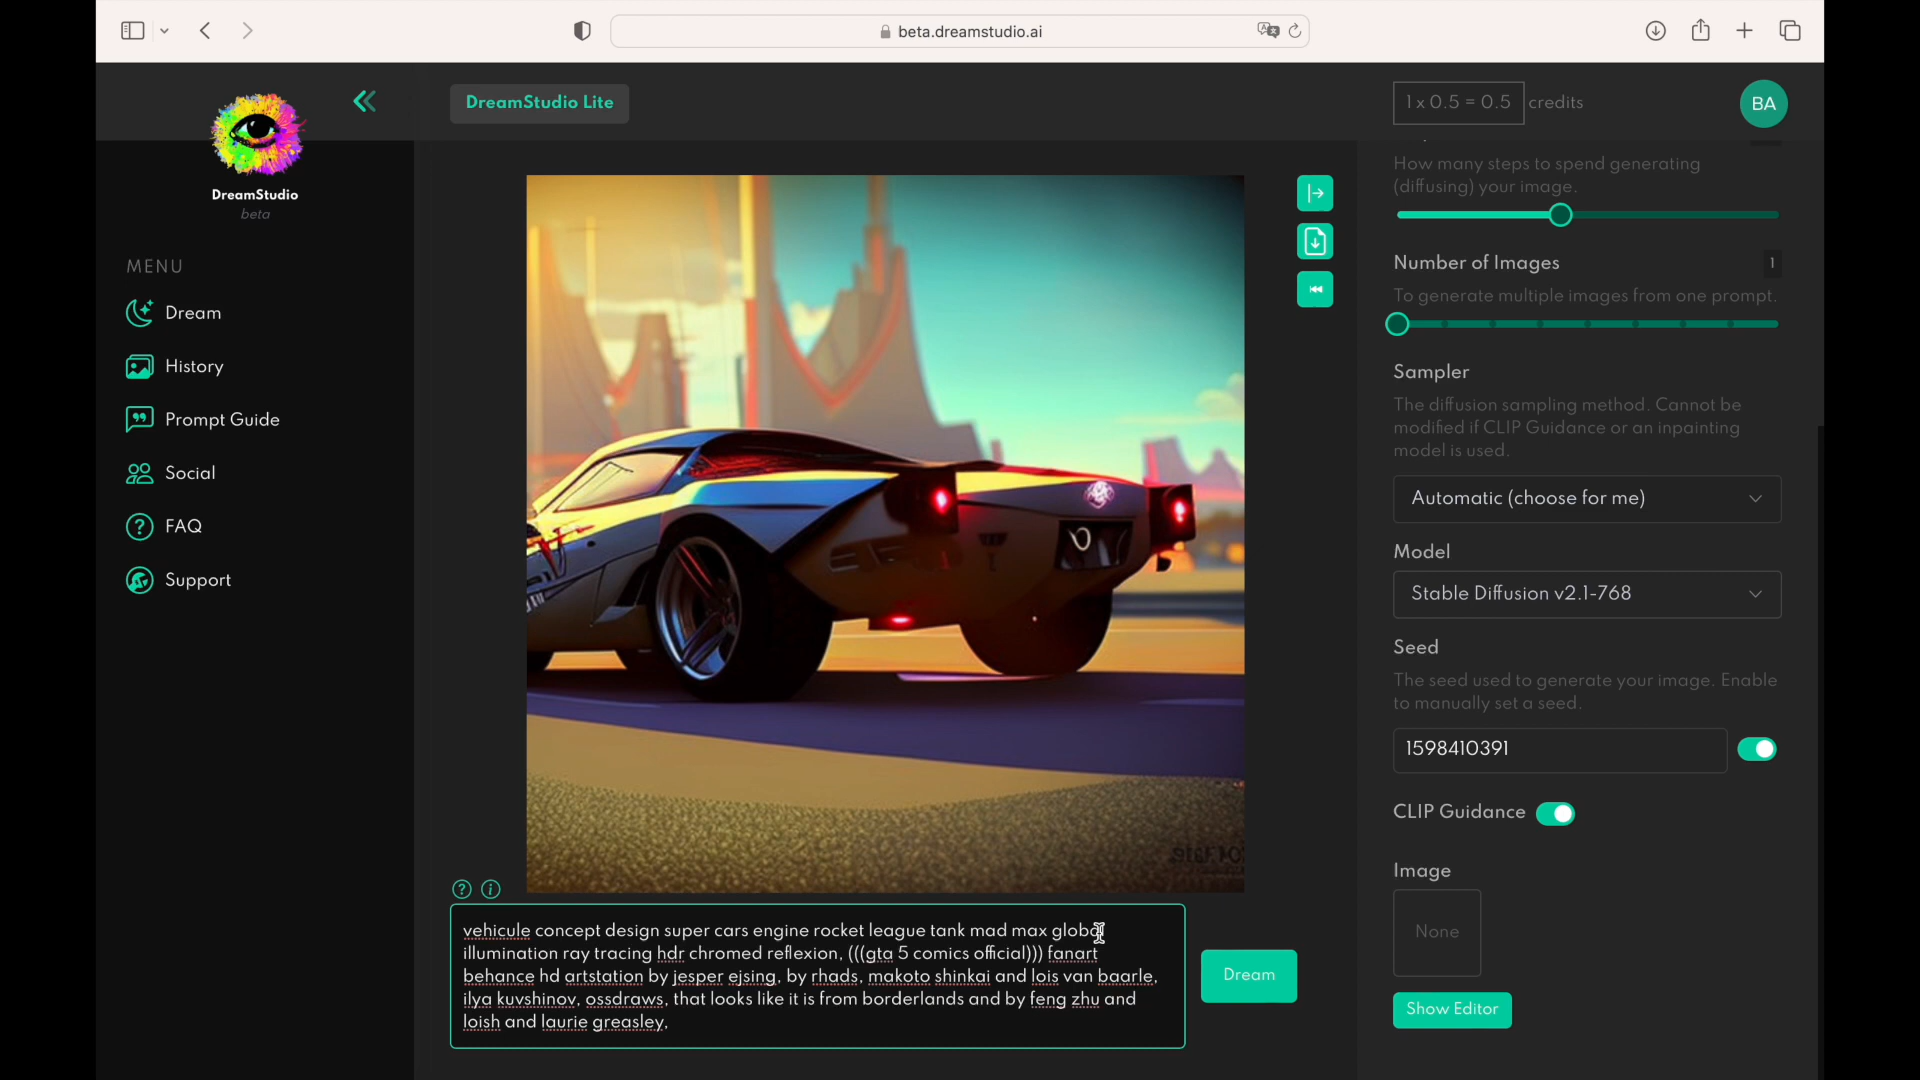 beta.dreamstudio.ai
DreamStudio Lite
1 x 0.5 = 0.5 credits
BA
DreamStudio
beta
MENU
Dream
History
Prompt Guide
Social
FAQ
Support
How many steps to spend generating
(diffusing) your image.
Number of Images 1
To generate multiple images from one prompt.
Sampler
The diffusion sampling method. Cannot be
modified if CLIP Guidance or an inpainting
model is used.
Automatic (choose for me)
Model
Stable Diffusion v2.1-768
Seed
The seed used to generate your image. Enable
to manually set a seed.
1598410391
CLIP Guidance
Image
None
Show Editor
vehicule concept design super cars engine rocket league tank mad max global
illumination ray tracing hdr chromed reflexion, (((gta 5 comics official))) fanart
behance hd artstation by jesper ejsing, by rhads, makoto shinkai and lois van baarle,
ilya kuvshinov, ossdraws, that looks like it is from borderlands and by feng zhu and
loish and laurie greasley,
Dream